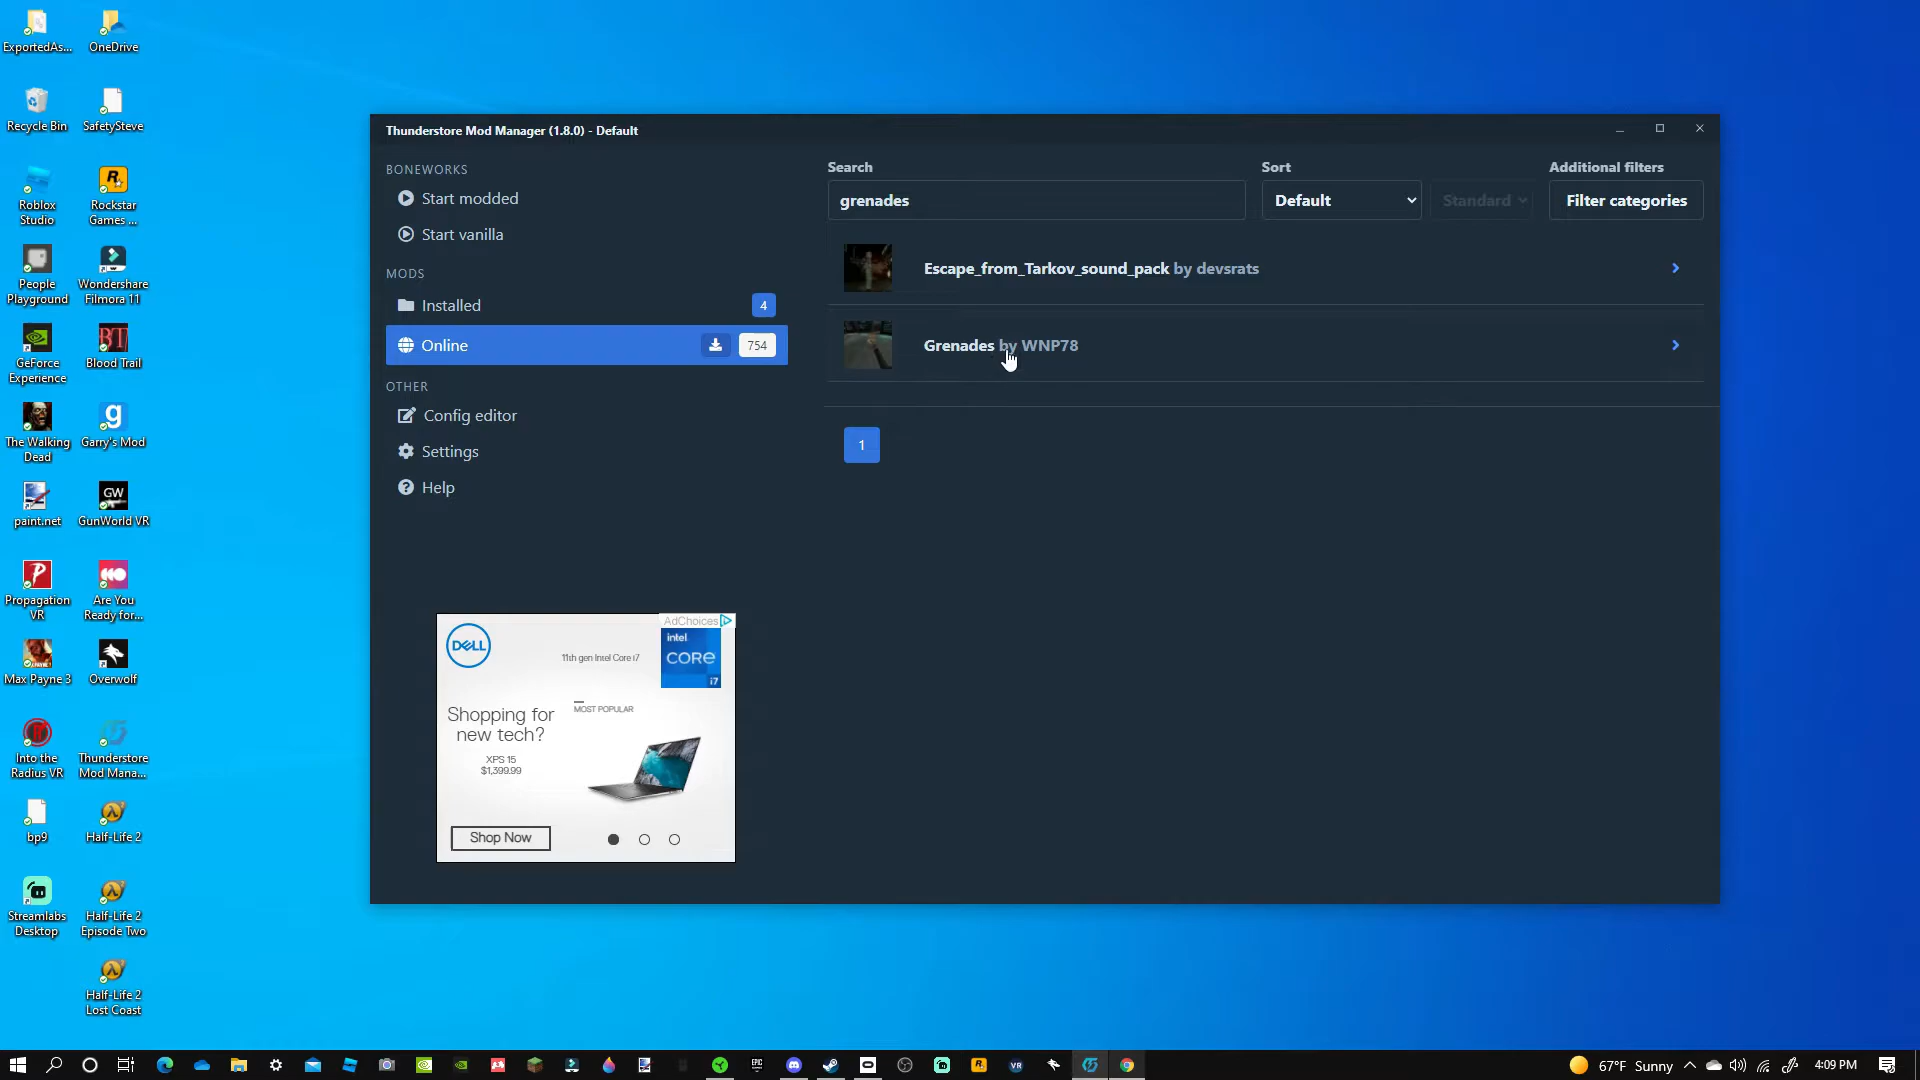 ExportedAs...
OneDrive
Recycle Bin
SafetySteve
Roblox
Studio
Rockstar
Games ...
People
Playground
Wondershare
Filmora 11
GeForce
Experience
Blood Trail
The Walking
Dead
Garry's Mod
paint.net
GW
GunWorld VR
Propagation
VR
Are You
Ready for...
Max Payne 3
Overwolf
Into the
Radius VR
Thunderstore
Mod Mana...
bp9
Half-Life 2
Streamlabs
Desktop
Half-Life 2
Episode Two
Half-Life 2
Lost Coast
Thunderstore Mod Manager (1.8.0) - Default
BONEWORKS
Start modded
Start vanilla
MODS
Installed 4
Online 754
OTHER
Config editor
Settings
Help
Search
grenades
Sort
Default
Standard
Additional filters
Filter categories
Escape_from_Tarkov_sound_pack by devsrats
Grenades by WNP78
1
AdChoices
DELL
11th gen Intel Core i7
intel
CORE
i7
Shopping for
new tech?
XPS 15
$1,399.99
MOST POPULAR
Shop Now
67°F Sunny
4:09 PM